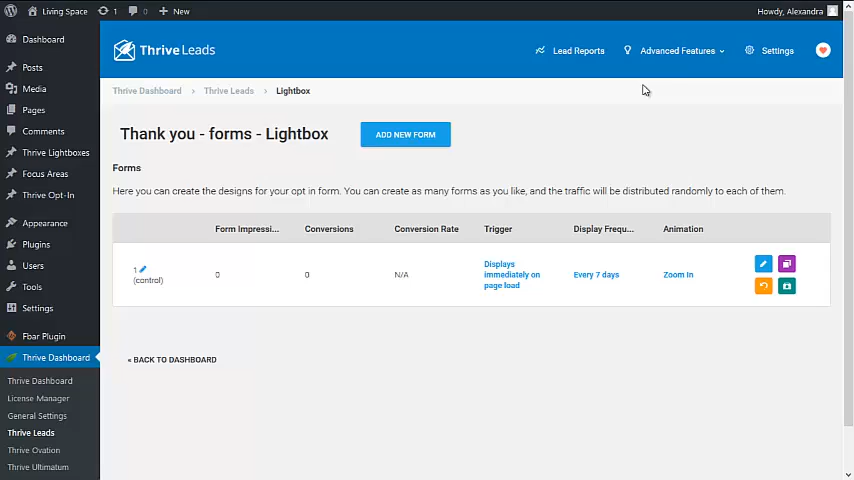 Living Space
1
0
New
Howdy, Alexandra
Dashboard
Posts
Media
Pages
Comments
Thrive Lightboxes
Focus Areas
Thrive Opt-In
Appearance
Plugins
Users
Tools
Settings
Fbar Plugin
Thrive Dashboard
Thrive Dashboard
License Manager
General Settings
Thrive Leads
Thrive Ovation
Thrive Ultimatum
Thrive Leads
Lead Reports
Advanced Features
Settings
Thrive Dashboard > Thrive Leads > Lightbox
Thank you - forms - Lightbox
ADD NEW FORM
Forms
Here you can create the designs for your opt in form. You can create as many forms as you like, and the traffic will be distributed randomly to each of them.
Form Impressi... Conversions Conversion Rate Trigger Display Frequ... Animation
1
(control)
0
0
N/A
Displays
immediately on
page load
Every 7 days
Zoom In
« BACK TO DASHBOARD